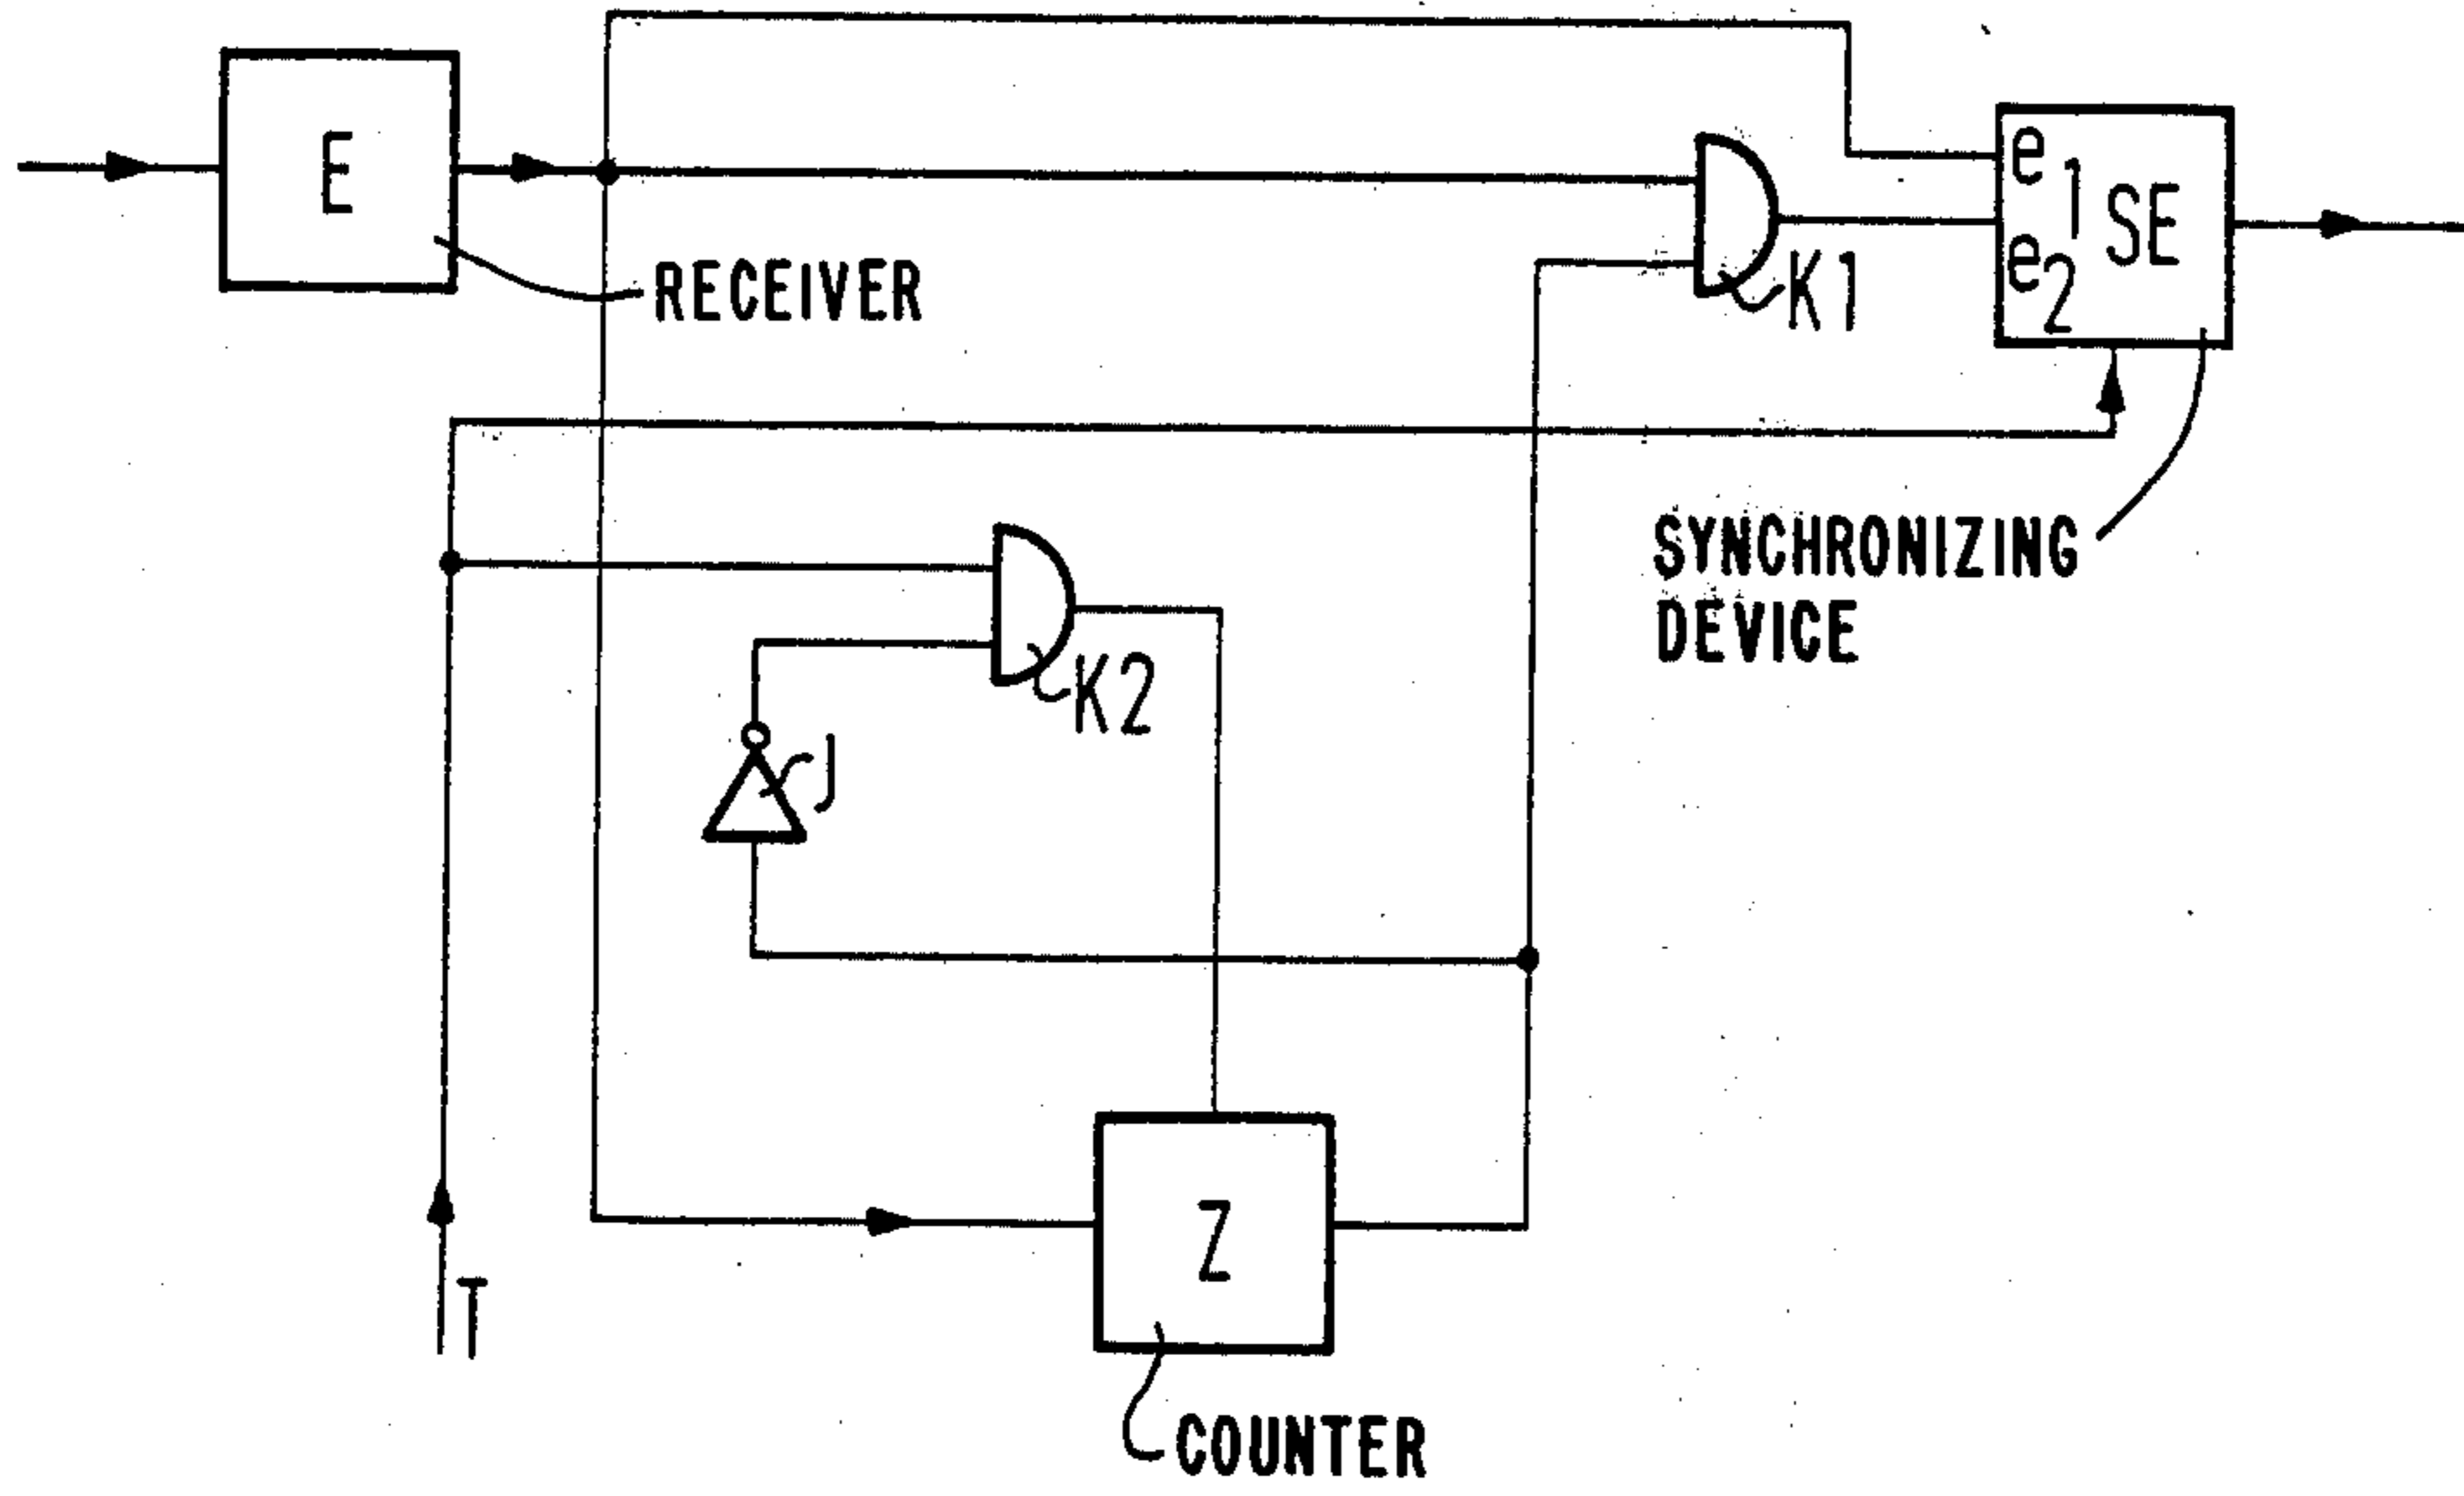 E
RECEIVER
e1
SE
e2
K1
SYNCHRONIZING
DEVICE
K2
J
Z
T
COUNTER